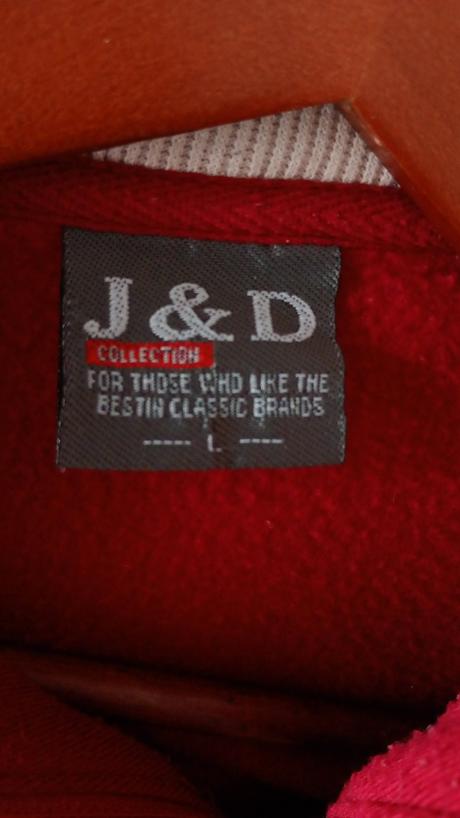 J & D
COLLECTION
FOR THOSE WHO LIKE THE
BESTIN CLASSIC BRANDS
----- L ----